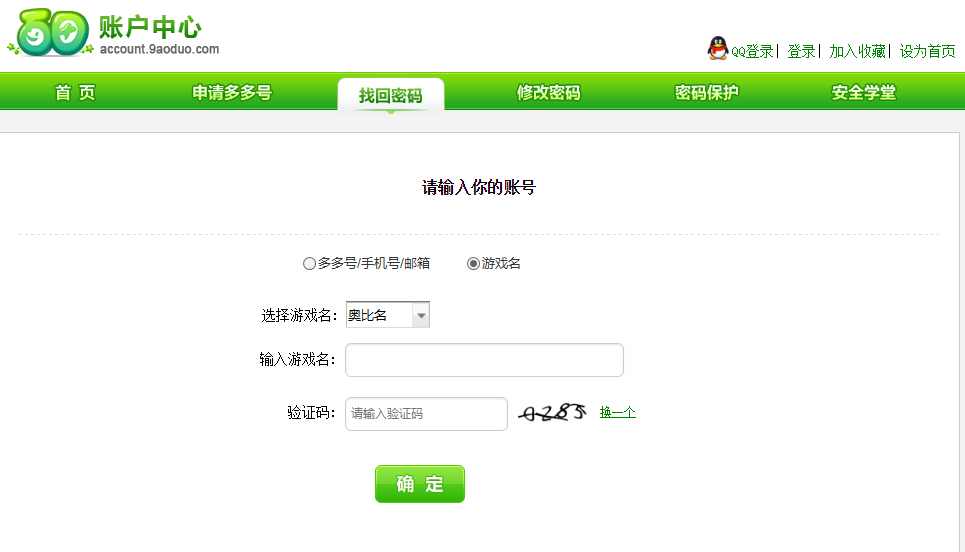 账户中心
account.9aoduo.com
QQ登录| 登录| 加入收藏| 设为首页
首 页 申请多多号 找回密码 修改密码 密码保护 安全学堂
请输入你的账号
多多号/手机号/邮箱 游戏名
选择游戏名: 奥比名
输入游戏名:
验证码: 请输入验证码 换一个
确 定